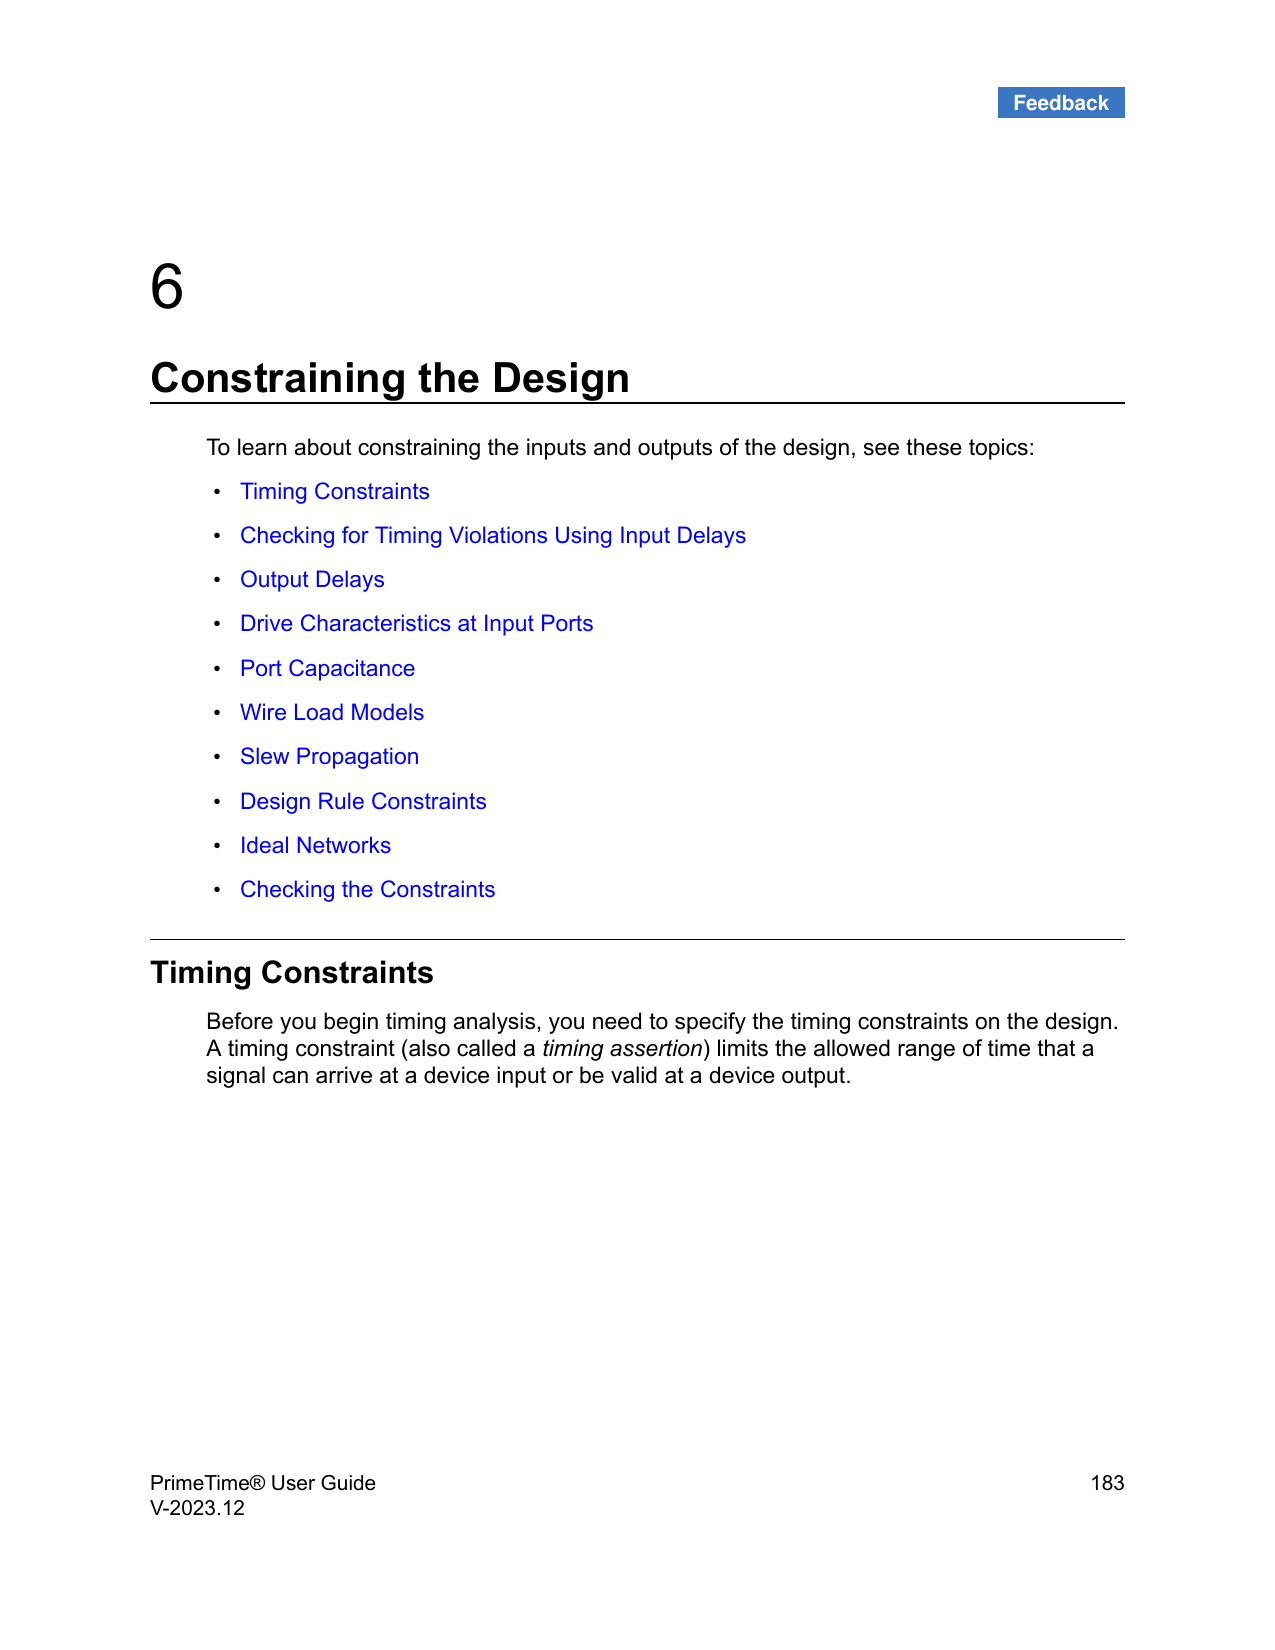 Feedback
6
Constraining the Design
To learn about constraining the inputs and outputs of the design, see these topics:
• Timing Constraints
• Checking for Timing Violations Using Input Delays
• Output Delays
• Drive Characteristics at Input Ports
• Port Capacitance
• Wire Load Models
• Slew Propagation
• Design Rule Constraints
• Ideal Networks
• Checking the Constraints
Timing Constraints
Before you begin timing analysis, you need to specify the timing constraints on the design.
A timing constraint (also called a timing assertion) limits the allowed range of time that a
signal can arrive at a device input or be valid at a device output.
PrimeTime® User Guide 183
V-2023.12